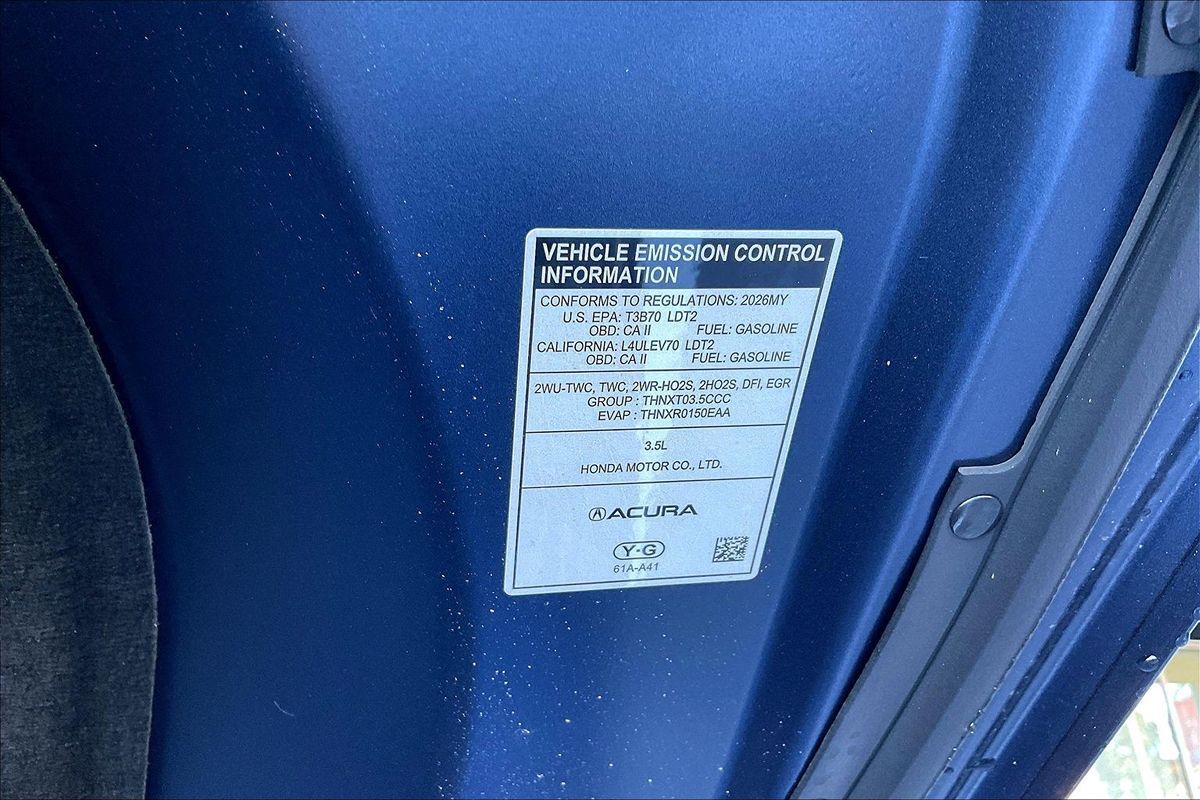 VEHICLE EMISSION CONTROL
INFORMATION
CONFORMS TO REGULATIONS: 2026MY
U.S. EPA: T3B70 LDT2
OBD: CA II FUEL: GASOLINE
CALIFORNIA: L4ULEV70 LDT2
OBD: CA II FUEL: GASOLINE
2WU-TWC, TWC, 2WR-HO2S, 2HO2S, DFI, EGR
GROUP : THNXT03.5CCC
EVAP : THNXR0150EAA
3.5L
HONDA MOTOR CO., LTD.
ACURA
Y-G
61A-A41